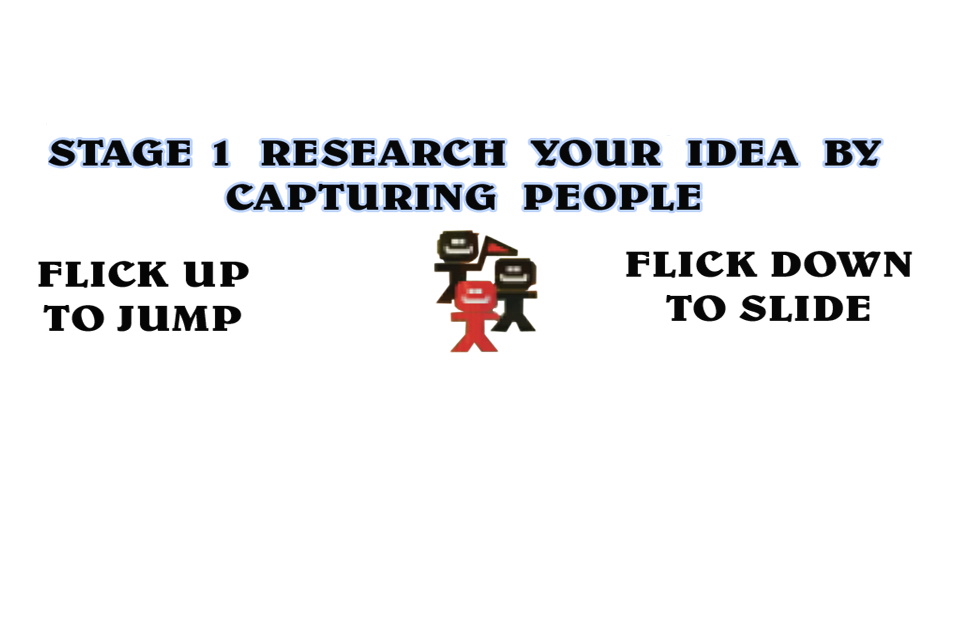 STAGE 1 RESEARCH YOUR IDEA BY
CAPTURING PEOPLE
FLICK UP
TO JUMP
FLICK DOWN
TO SLIDE